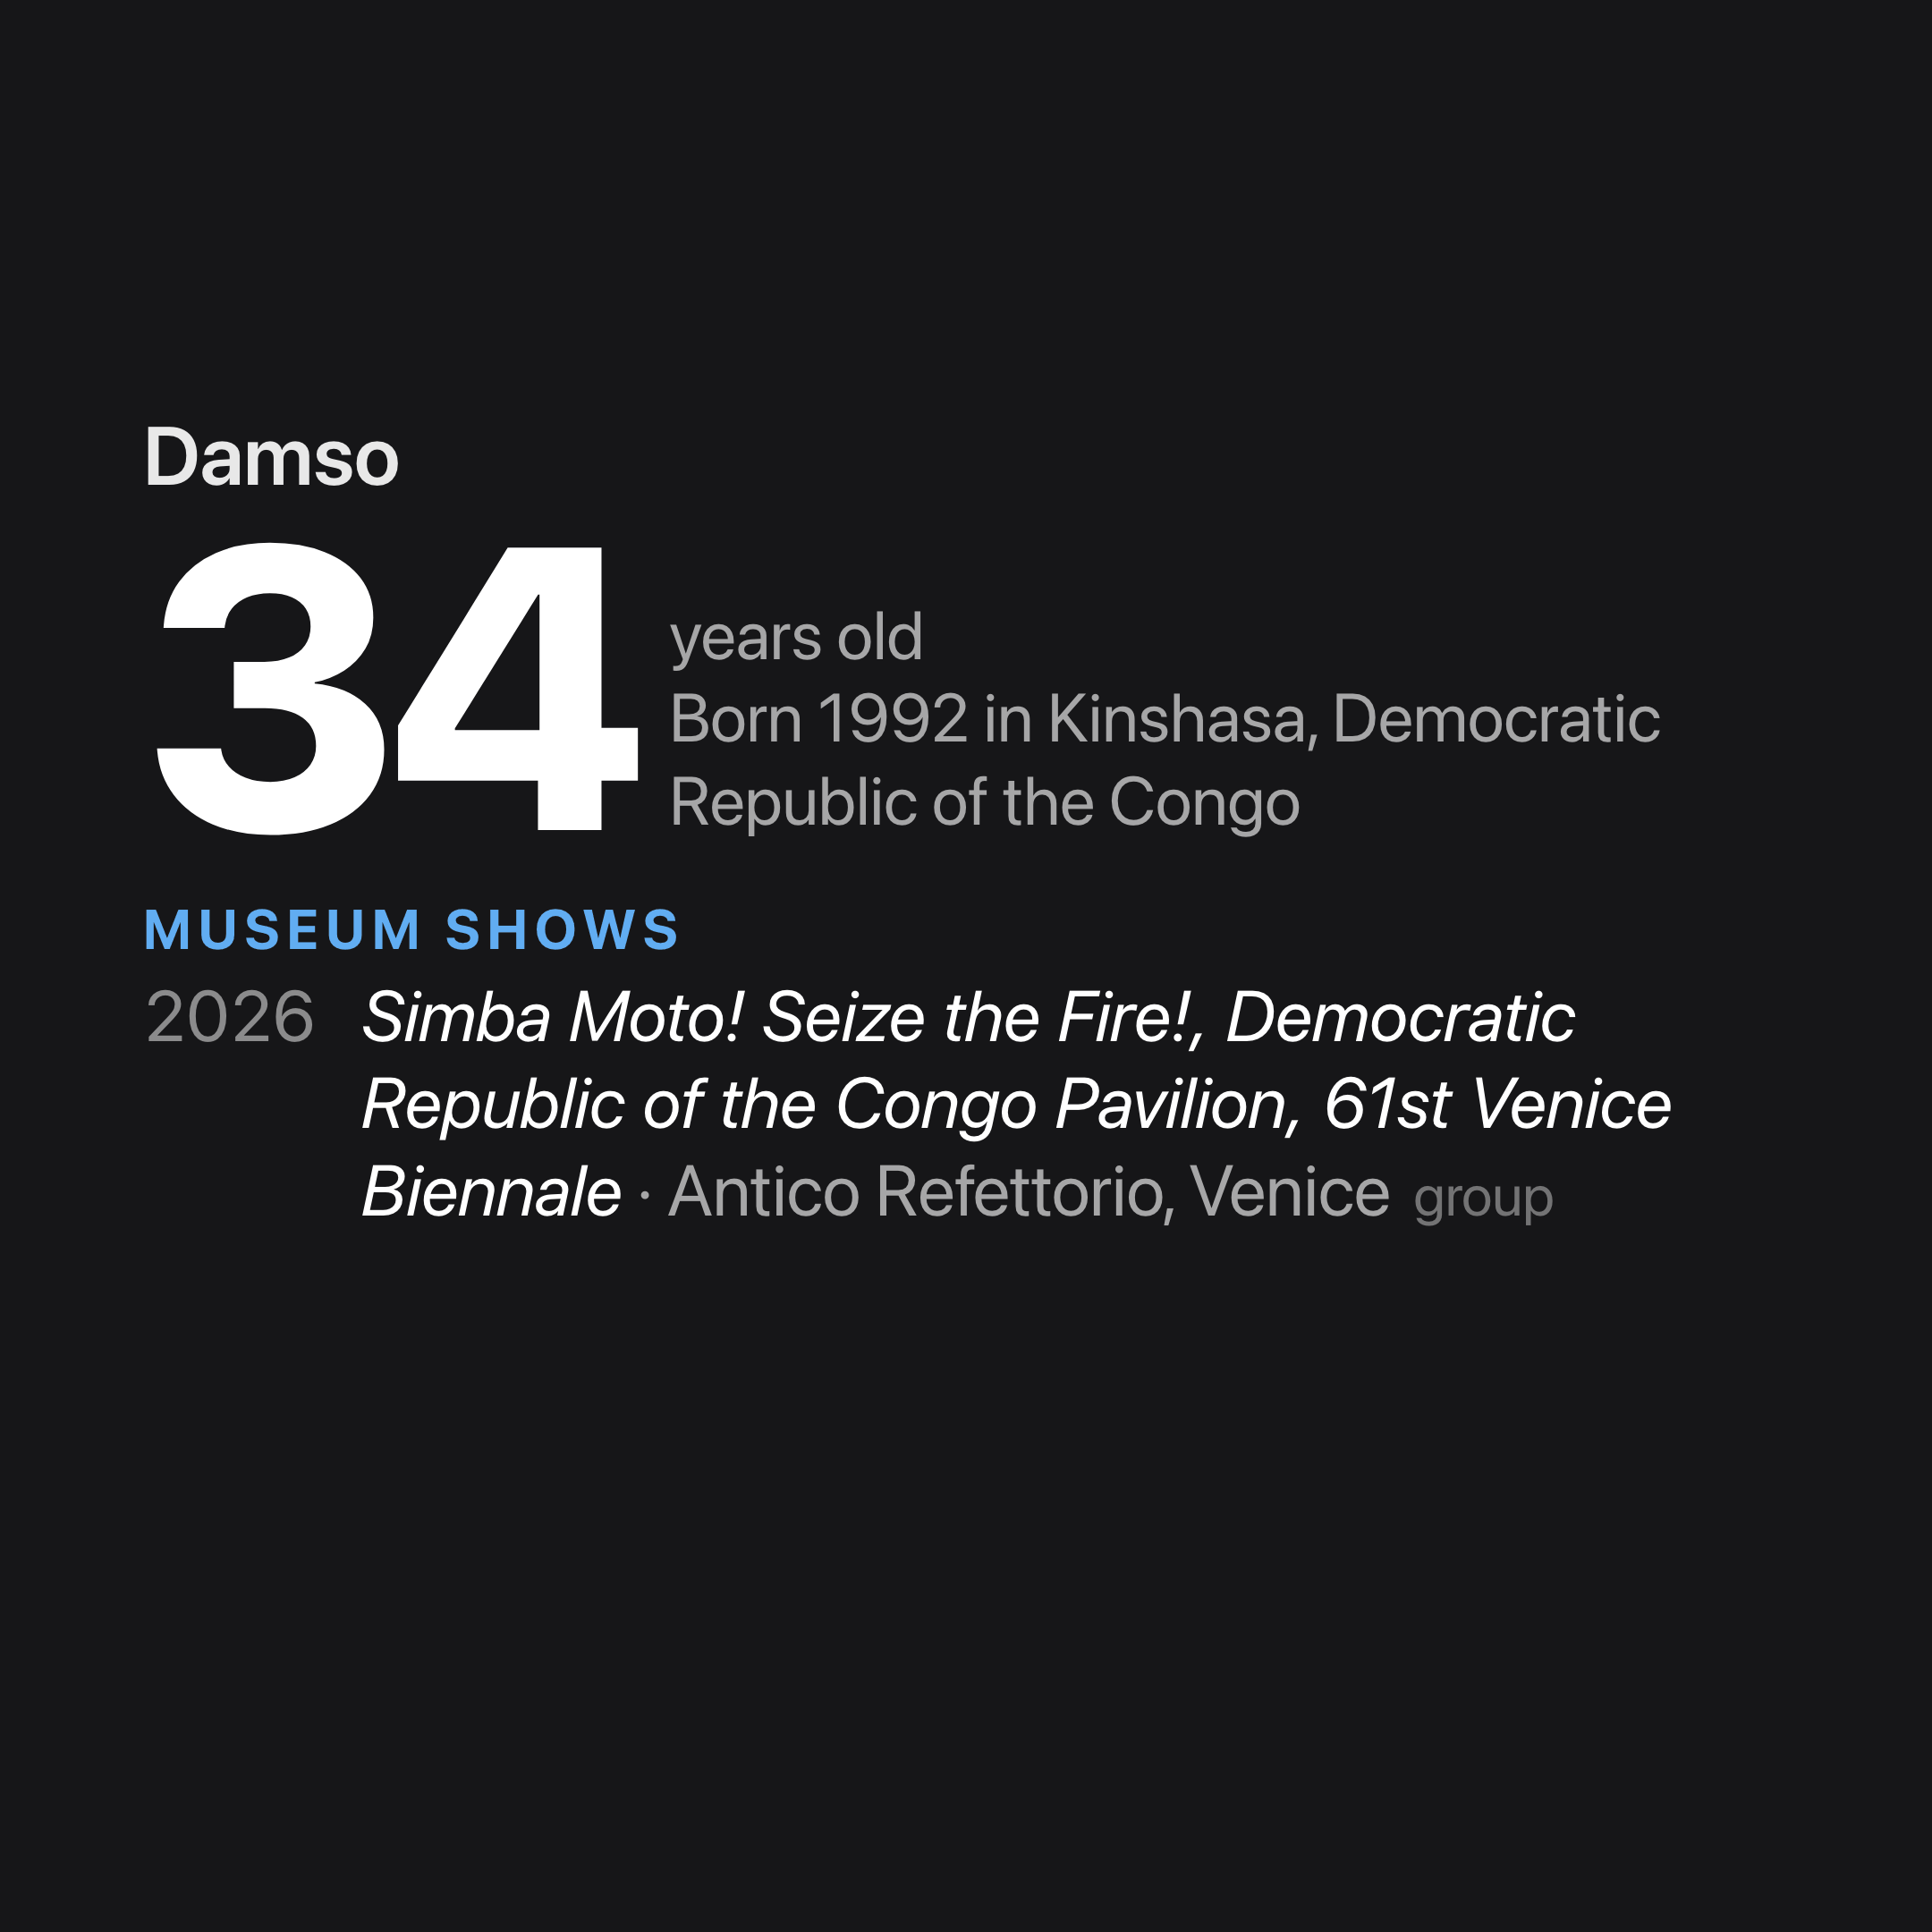 Damso
34
years old
Born 1992 in Kinshasa, Democratic
Republic of the Congo
MUSEUM SHOWS
2026 Simba Moto! Seize the Fire!, Democratic
Republic of the Congo Pavilion, 61st Venice
Biennale · Antico Refettorio, Venice group